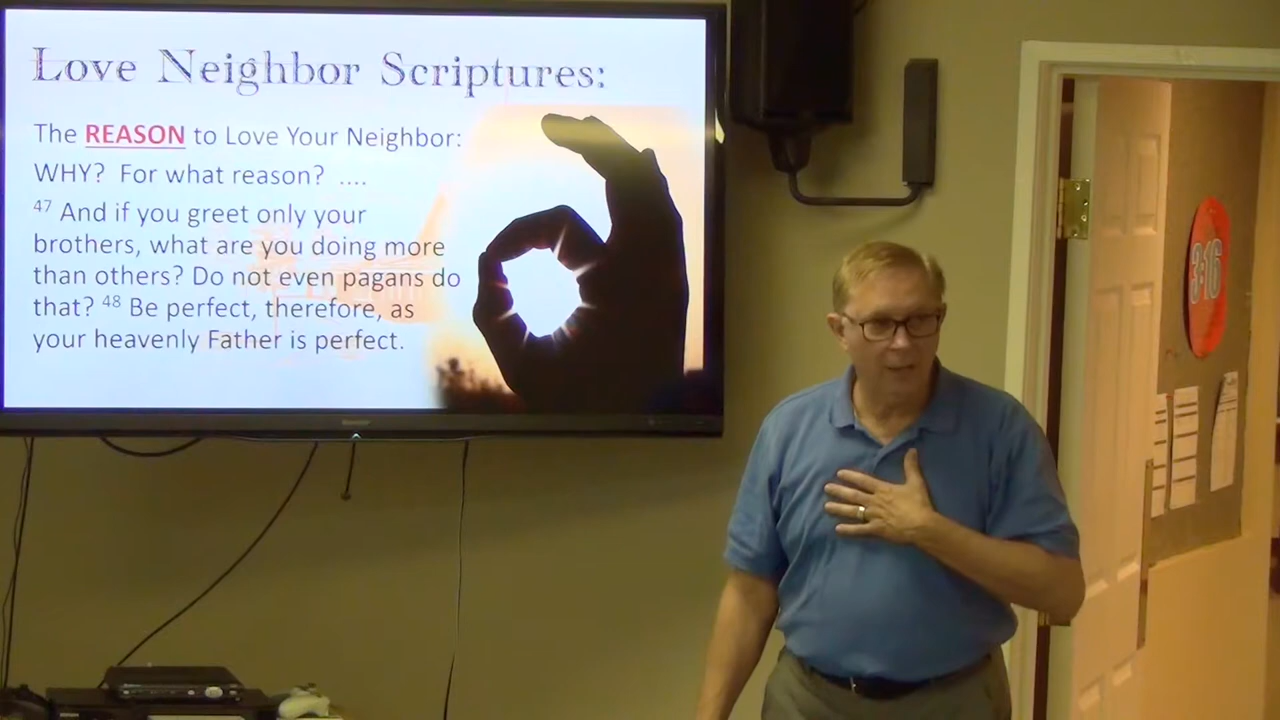 Love Neighbor Scriptures:
The REASON to Love Your Neighbor:
WHY? For what reason? ....
47 And if you greet only your
brothers, what are you doing more
than others? Do not even pagans do
that? 48 Be perfect, therefore, as
your heavenly Father is perfect.
3:16